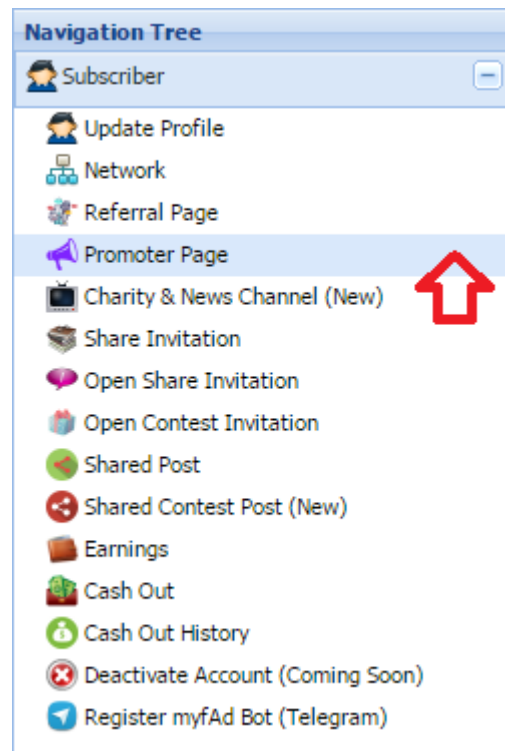 Navigation Tree
Subscriber
Update Profile
Network
Referral Page
Promoter Page
Charity & News Channel (New)
Share Invitation
Open Share Invitation
Open Contest Invitation
Shared Post
Shared Contest Post (New)
Earnings
Cash Out
Cash Out History
Deactivate Account (Coming Soon)
Register myfAd Bot (Telegram)